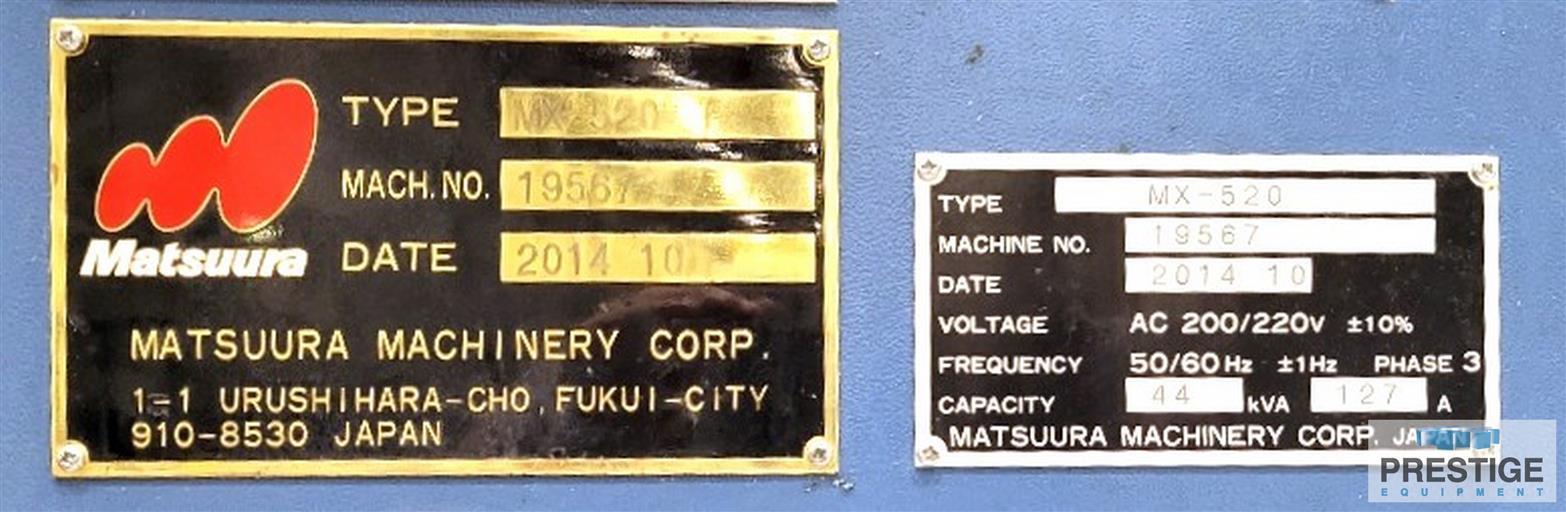 Matsuura
TYPE MX-520
MACH. NO. 19567
DATE 2014 10
MATSUURA MACHINERY CORP.
1-1 URUSHIHARA-CHO, FUKUI-CITY
910-8530 JAPAN
TYPE MX-520
MACHINE NO. 19567
DATE 2014 10
VOLTAGE AC 200/220V ±10%
FREQUENCY 50/60Hz ±1Hz PHASE 3
CAPACITY 44 kVA 127 A
MATSUURA MACHINERY CORP.
PRESTIGE
EQUIPMENT